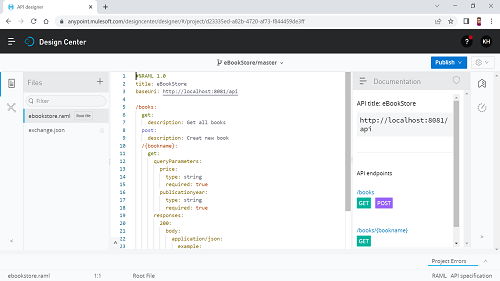 API designer
anypoint.mulesoft.com/designcenter/designer/#/project/d23335ed-a82b-4720-af73-f844459de3ff
Design Center
?
KH
eBookStore/master
Publish
Files
Filter
ebookstore.raml Root file
exchange.json
1 #%RAML 1.0
2 title: eBookStore
3 baseUri: http://localhost:8081/api
4
5 /books:
6 get:
7 description: Get all books
8 post:
9 description: Creat new book
10 /{bookname}:
11 get:
12 queryParameters:
13 price:
14 type: string
15 required: true
16 publicationyear:
17 type: string
18 required: true
19 responses:
20 200:
21 body:
22 application/json:
23 example:
Documentation
API title: eBookStore
http://localhost:8081/
api
API endpoints
/books
GET POST
/books/{bookname}
GET
Project Errors
ebookstore.raml 1:1 Root File RAML API specification